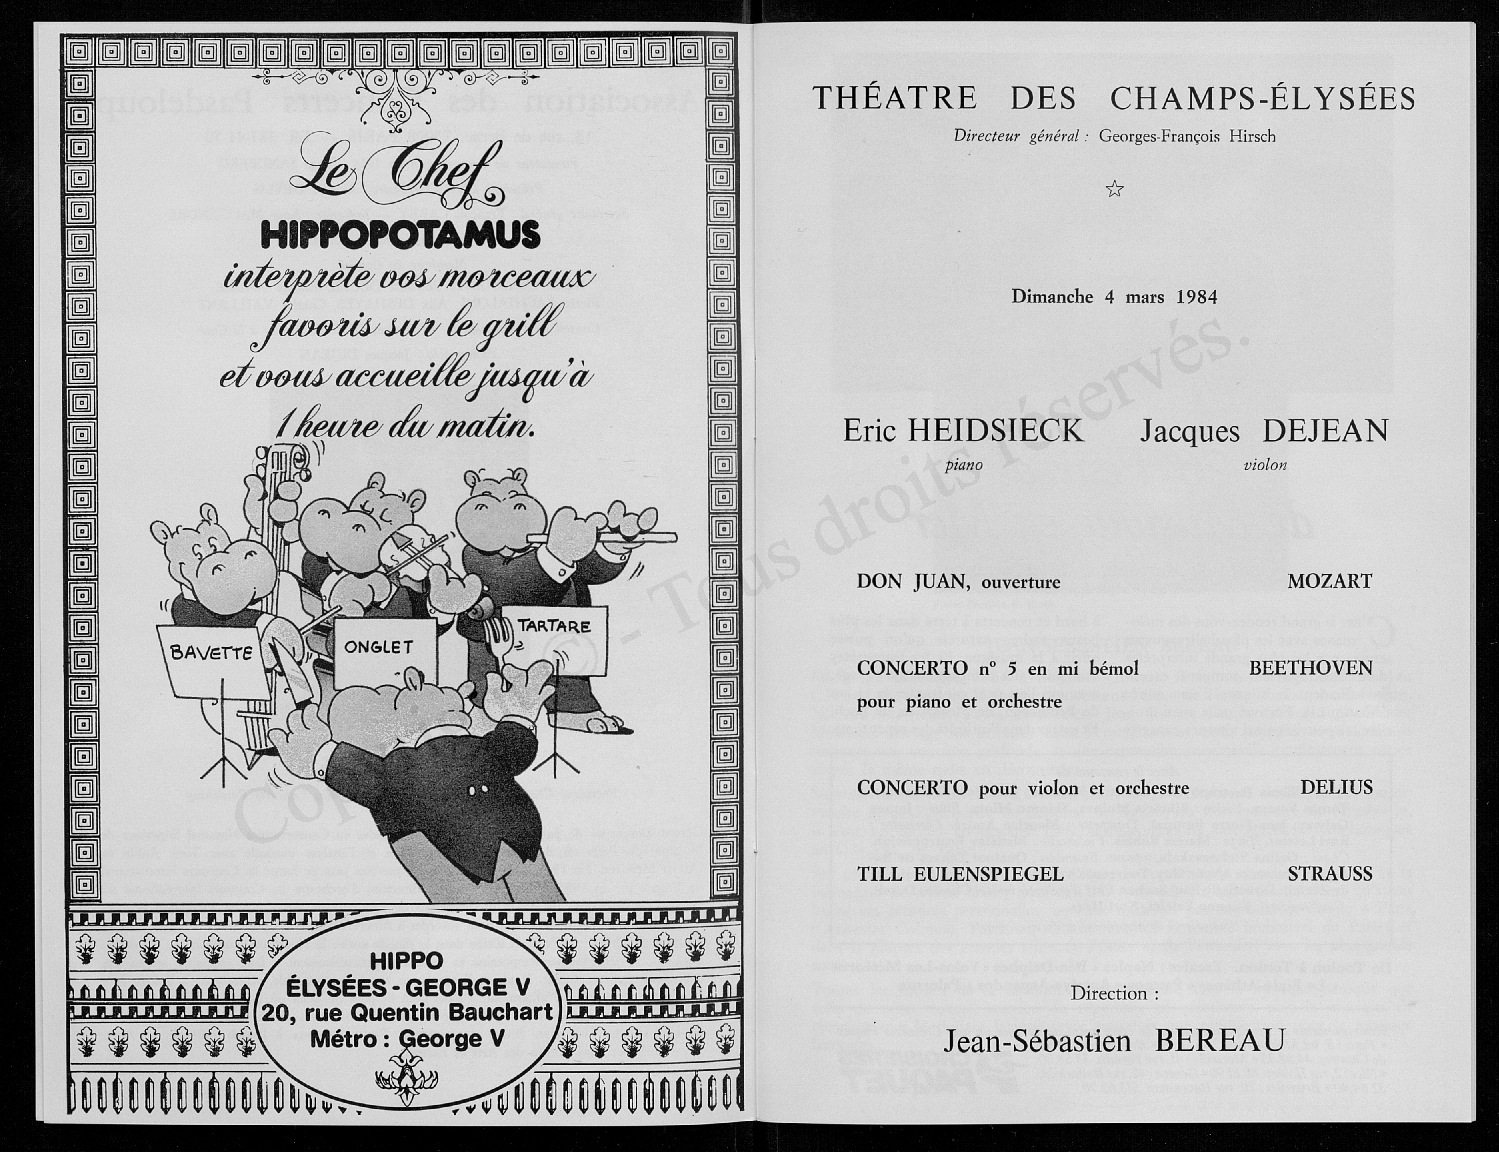 Le Chef
HIPPOPOTAMUS
interprète vos morceaux
favoris sur le grill
et vous accueille jusqu'à
1 heure du matin.
BAVETTE
ONGLET
TARTARE
HIPPO
ÉLYSÉES - GEORGE V
20, rue Quentin Bauchart
Métro : George V
THÉATRE DES CHAMPS-ÉLYSÉES
Directeur général : Georges-François Hirsch
Dimanche 4 mars 1984
Eric HEIDSIECK Jacques DEJEAN
piano violon
DON JUAN, ouverture MOZART
CONCERTO nº 5 en mi bémol BEETHOVEN
pour piano et orchestre
CONCERTO pour violon et orchestre DELIUS
TILL EULENSPIEGEL STRAUSS
Direction :
Jean-Sébastien BEREAU
© - Tous droits réservés.